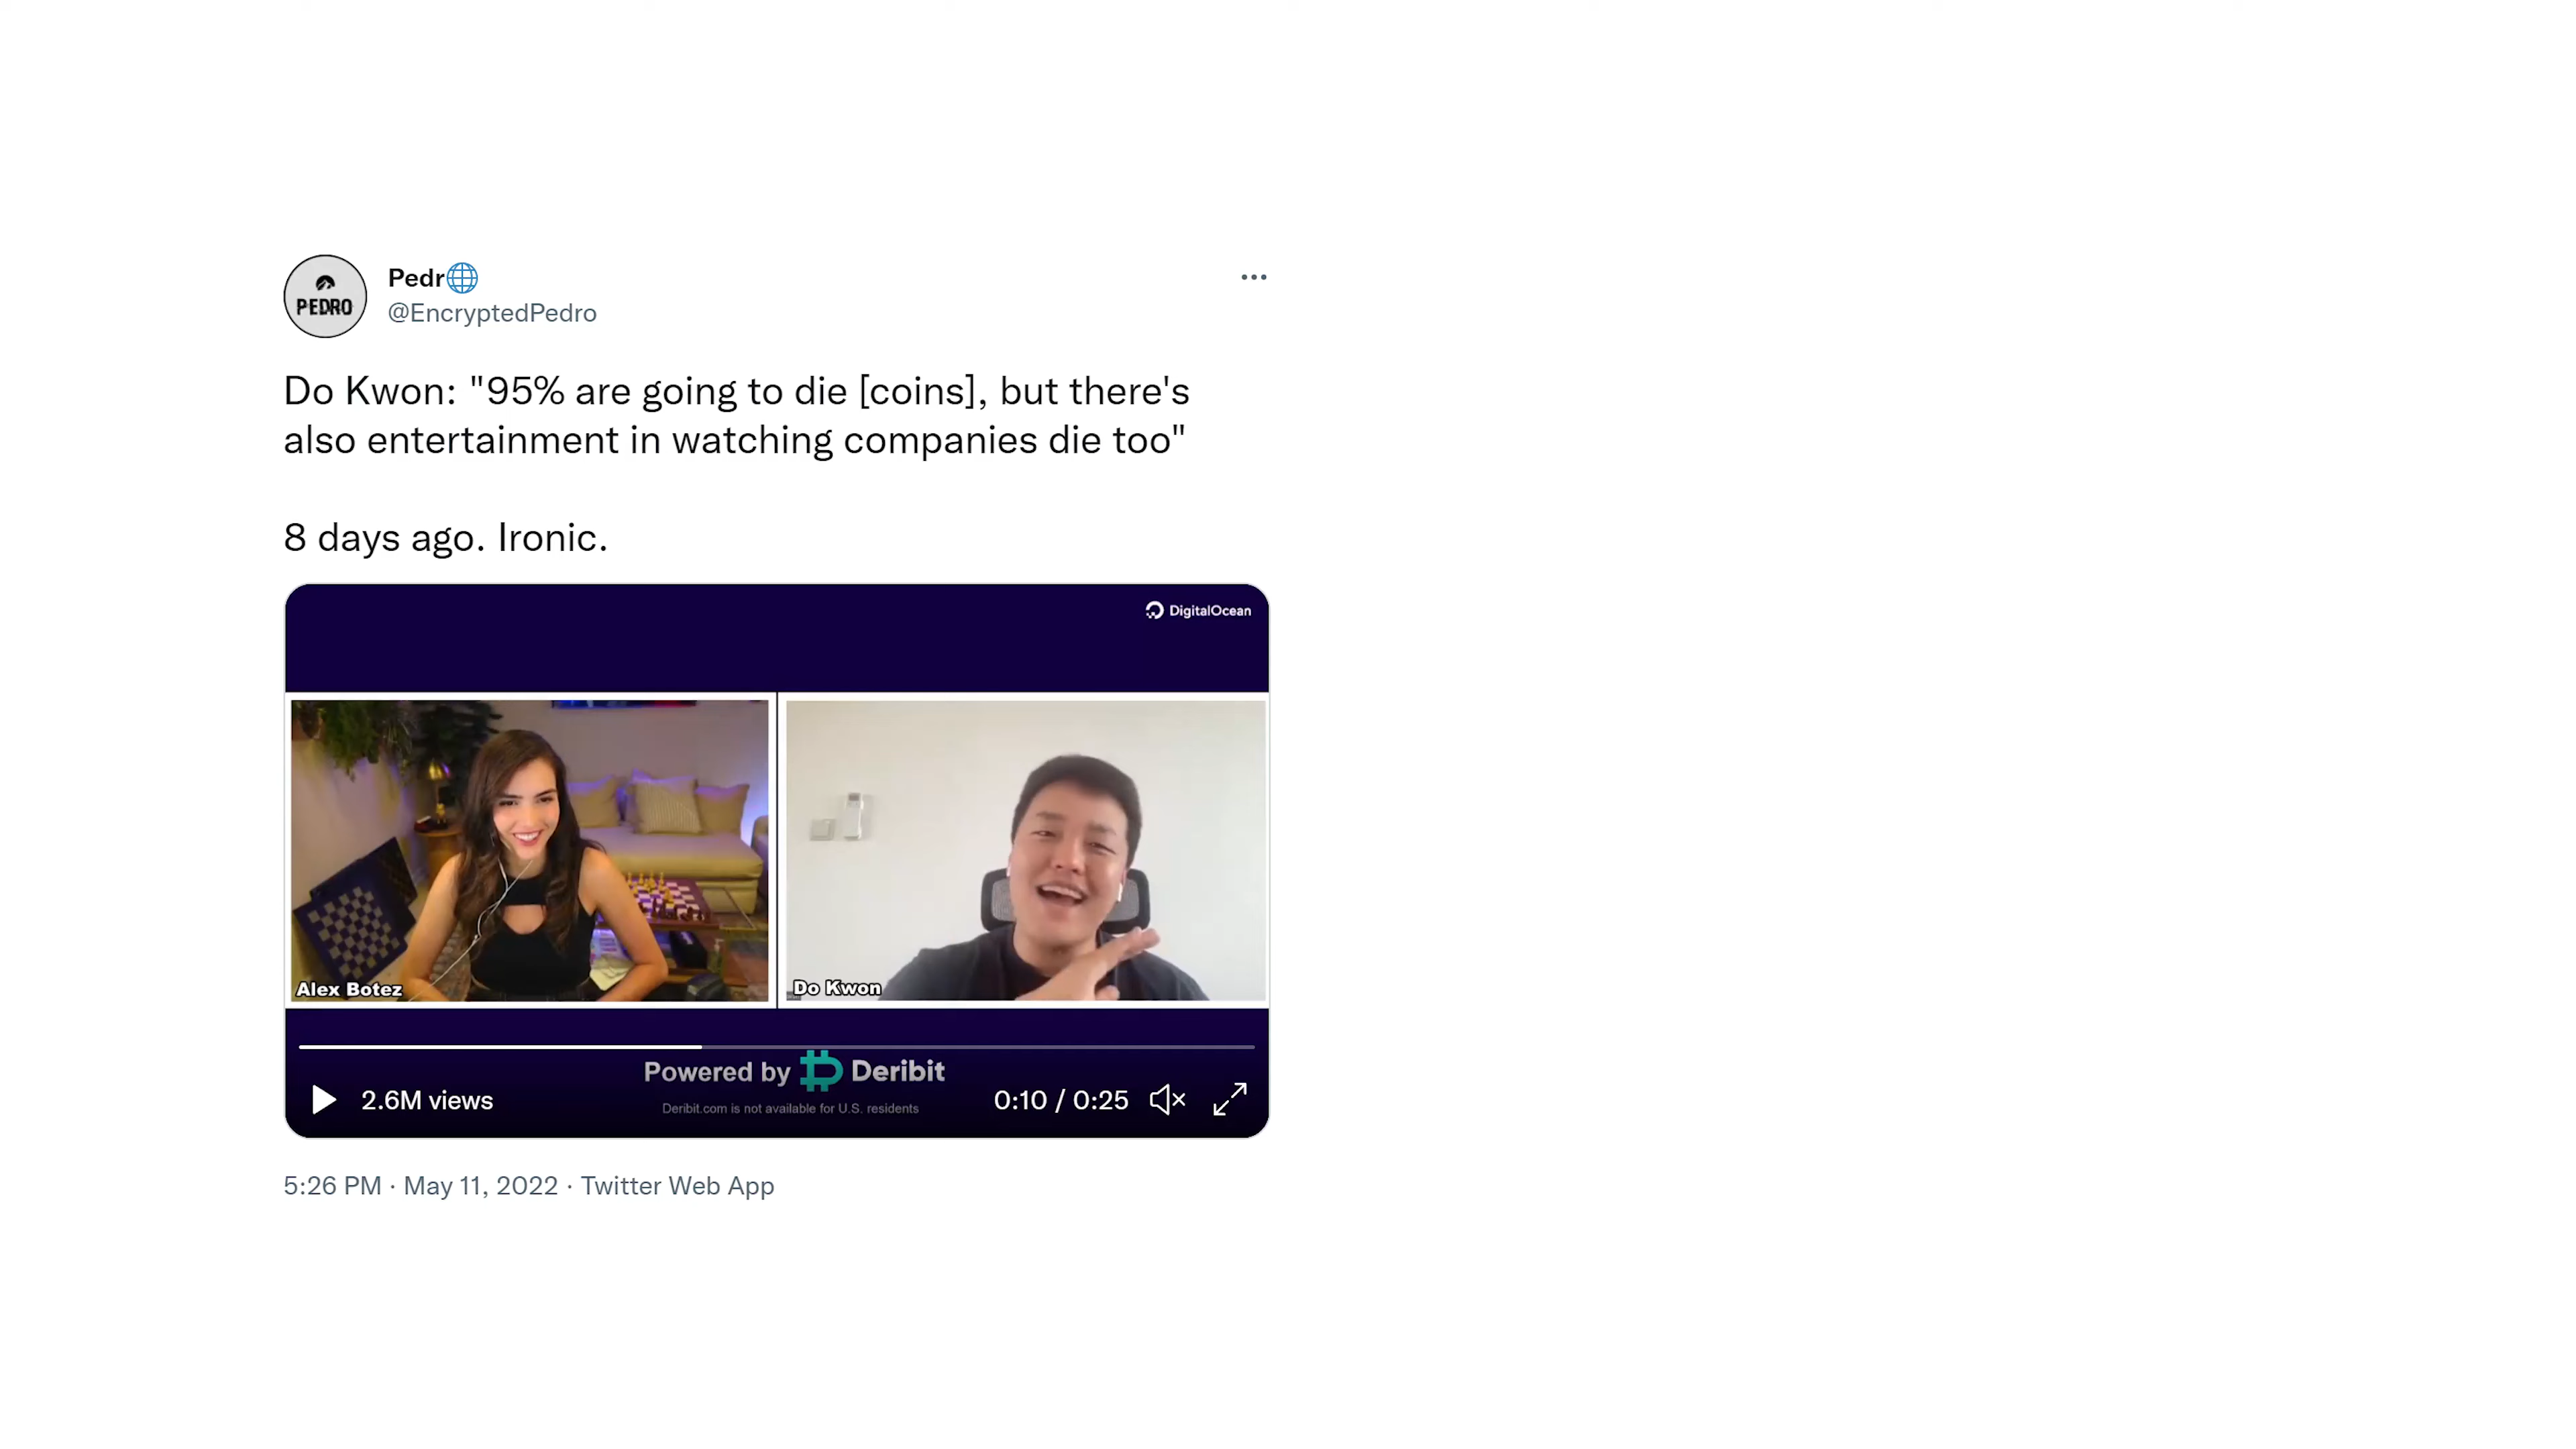 PEDRO
Pedr🌐
@EncryptedPedro
Do Kwon: "95% are going to die [coins], but there's
also entertainment in watching companies die too"
8 days ago. Ironic.
DigitalOcean
Alex Botez
Do Kwon
Powered by Deribit
2.6M views
Deribit.com is not available for U.S. residents
0:10 / 0:25
5:26 PM · May 11, 2022 · Twitter Web App